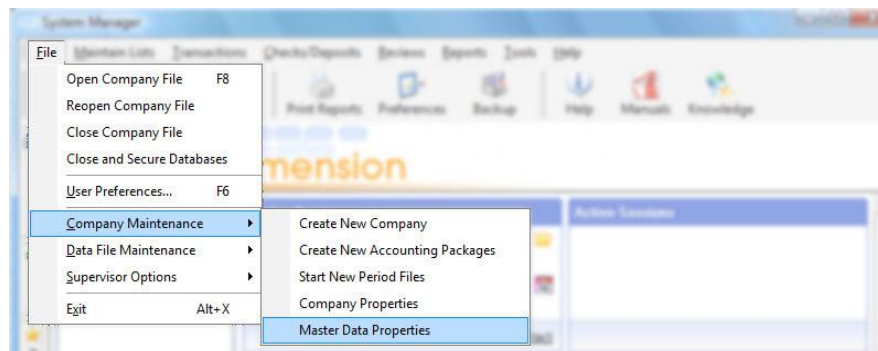 System Manager
File Maintain Lists Transactions Checks/Deposits Reviews Reports Tools Help
Open Company File F8
Reopen Company File
Close Company File
Close and Secure Databases
User Preferences... F6
Company Maintenance
Data File Maintenance
Supervisor Options
Exit Alt+X
Print Reports Preferences Backup Help Manuals Knowledge
mension
Active Sessions
Create New Company
Create New Accounting Packages
Start New Period Files
Company Properties
Master Data Properties